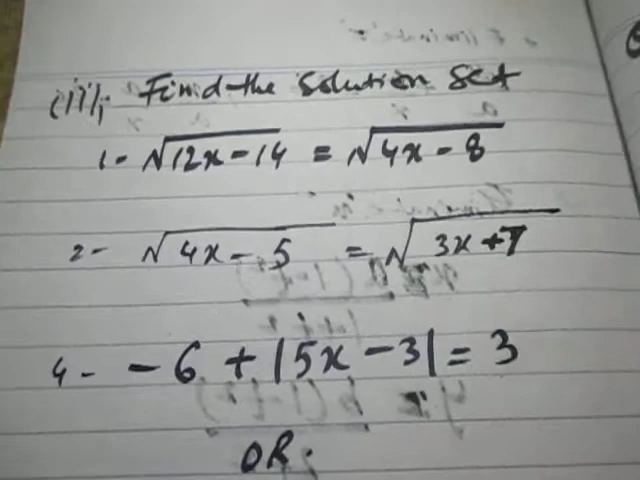 (iii); Find the solution set
1- √12x-14 = √4x-8
2- √4x-5 = √3x+7
4- -6+|5x-3|=3
OR.